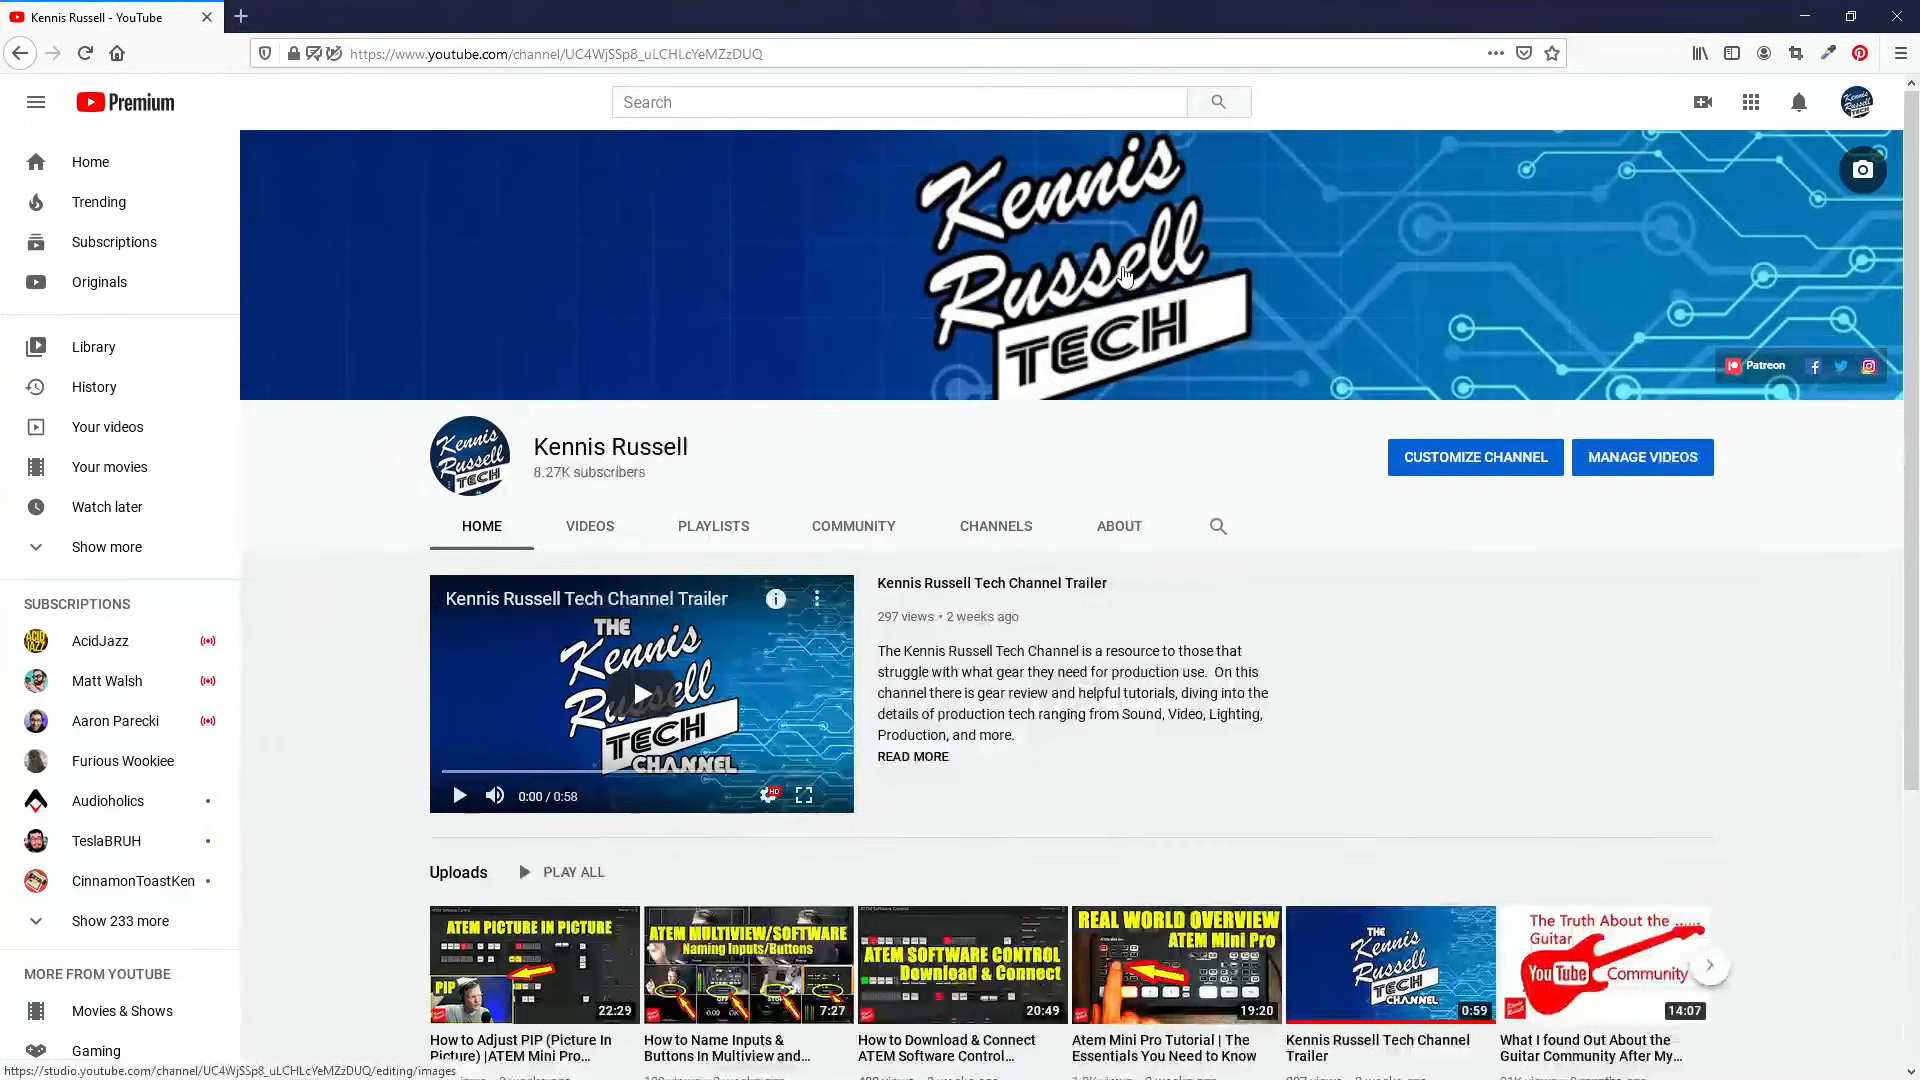 Kennis Russell - YouTube
https://www.youtube.com/channel/UC4WjSSp8_uLCHLcYeMZzDUQ
Premium
Search
Home
Trending
Subscriptions
Originals
Library
History
Your videos
Your movies
Watch later
Show more
SUBSCRIPTIONS
AcidJazz
Matt Walsh
Aaron Parecki
Furious Wookiee
Audioholics
TeslaBRUH
CinnamonToastKen
Show 233 more
MORE FROM YOUTUBE
Movies & Shows
Gaming
Kennis
Russell
TECH
Patreon
Kennis Russell TECH
Kennis Russell
8.27K subscribers
CUSTOMIZE CHANNEL
MANAGE VIDEOS
HOME
VIDEOS
PLAYLISTS
COMMUNITY
CHANNELS
ABOUT
Kennis Russell Tech Channel Trailer
THE
Kennis
Russell
TECH
CHANNEL
0:00 / 0:58
HD
Kennis Russell Tech Channel Trailer
297 views • 2 weeks ago
The Kennis Russell Tech Channel is a resource to those that
struggle with what gear they need for production use. On this
channel there is gear review and helpful tutorials, diving into the
details of production tech ranging from Sound, Video, Lighting,
Production, and more.
READ MORE
Uploads
PLAY ALL
ATEM PICTURE IN PICTURE
PIP
22:29
How to Adjust PIP (Picture In
Picture) |ATEM Mini Pro...
ATEM MULTIVIEW/SOFTWARE
Naming Inputs/Buttons
7:27
How to Name Inputs &
Buttons In Multiview and...
ATEM SOFTWARE CONTROL
Download & Connect
20:49
How to Download & Connect
ATEM Software Control...
REAL WORLD OVERVIEW
ATEM Mini Pro
19:20
Atem Mini Pro Tutorial | The
Essentials You Need to Know
THE
Kennis
Russell
TECH
CHANNEL
0:59
Kennis Russell Tech Channel
Trailer
The Truth About the ......
Guitar
YouTube Community
14:07
What I found Out About the
Guitar Community After My...
https://studio.youtube.com/channel/UC4WjSSp8_uLCHLcYeMZzDUQ/editing/images